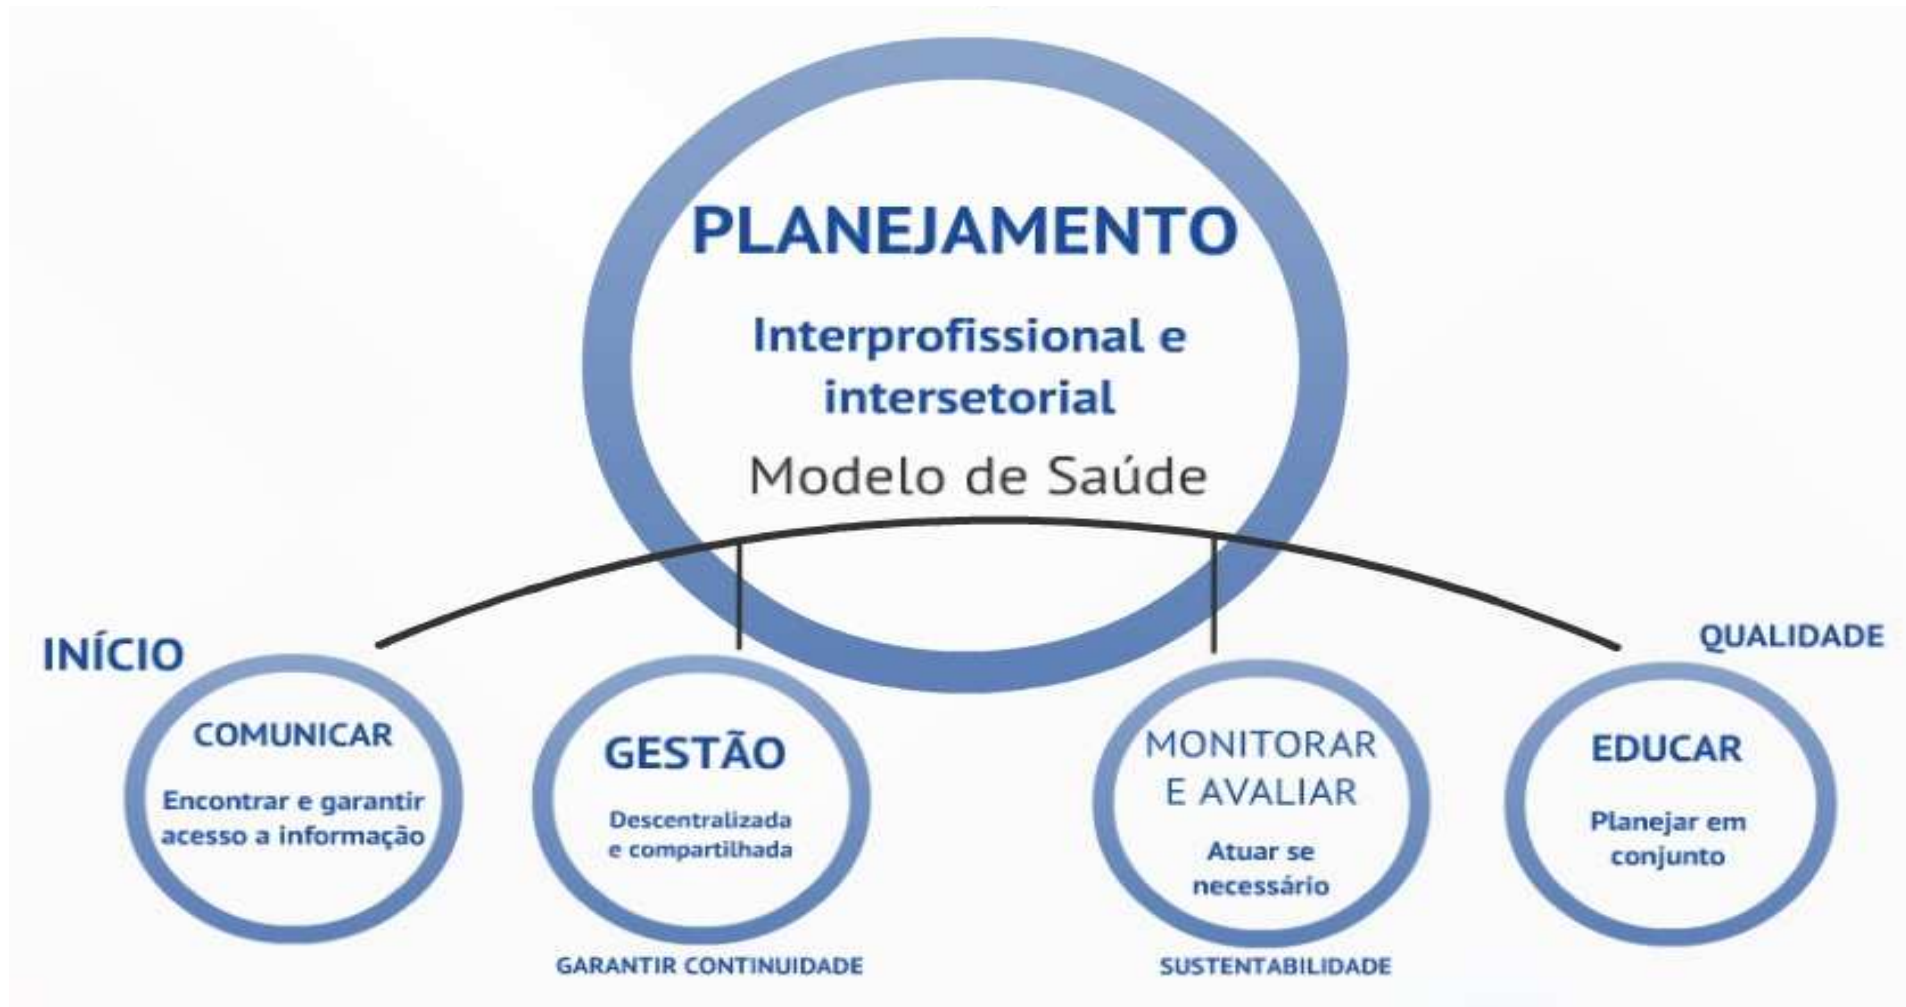 PLANEJAMENTO
Interprofissional e
intersetorial
Modelo de Saúde
INÍCIO
COMUNICAR
Encontrar e garantir
acesso a informação
GESTÃO
Descentralizada
e compartilhada
GARANTIR CONTINUIDADE
MONITORAR
E AVALIAR
Atuar se
necessário
SUSTENTABILIDADE
QUALIDADE
EDUCAR
Planejar em
conjunto